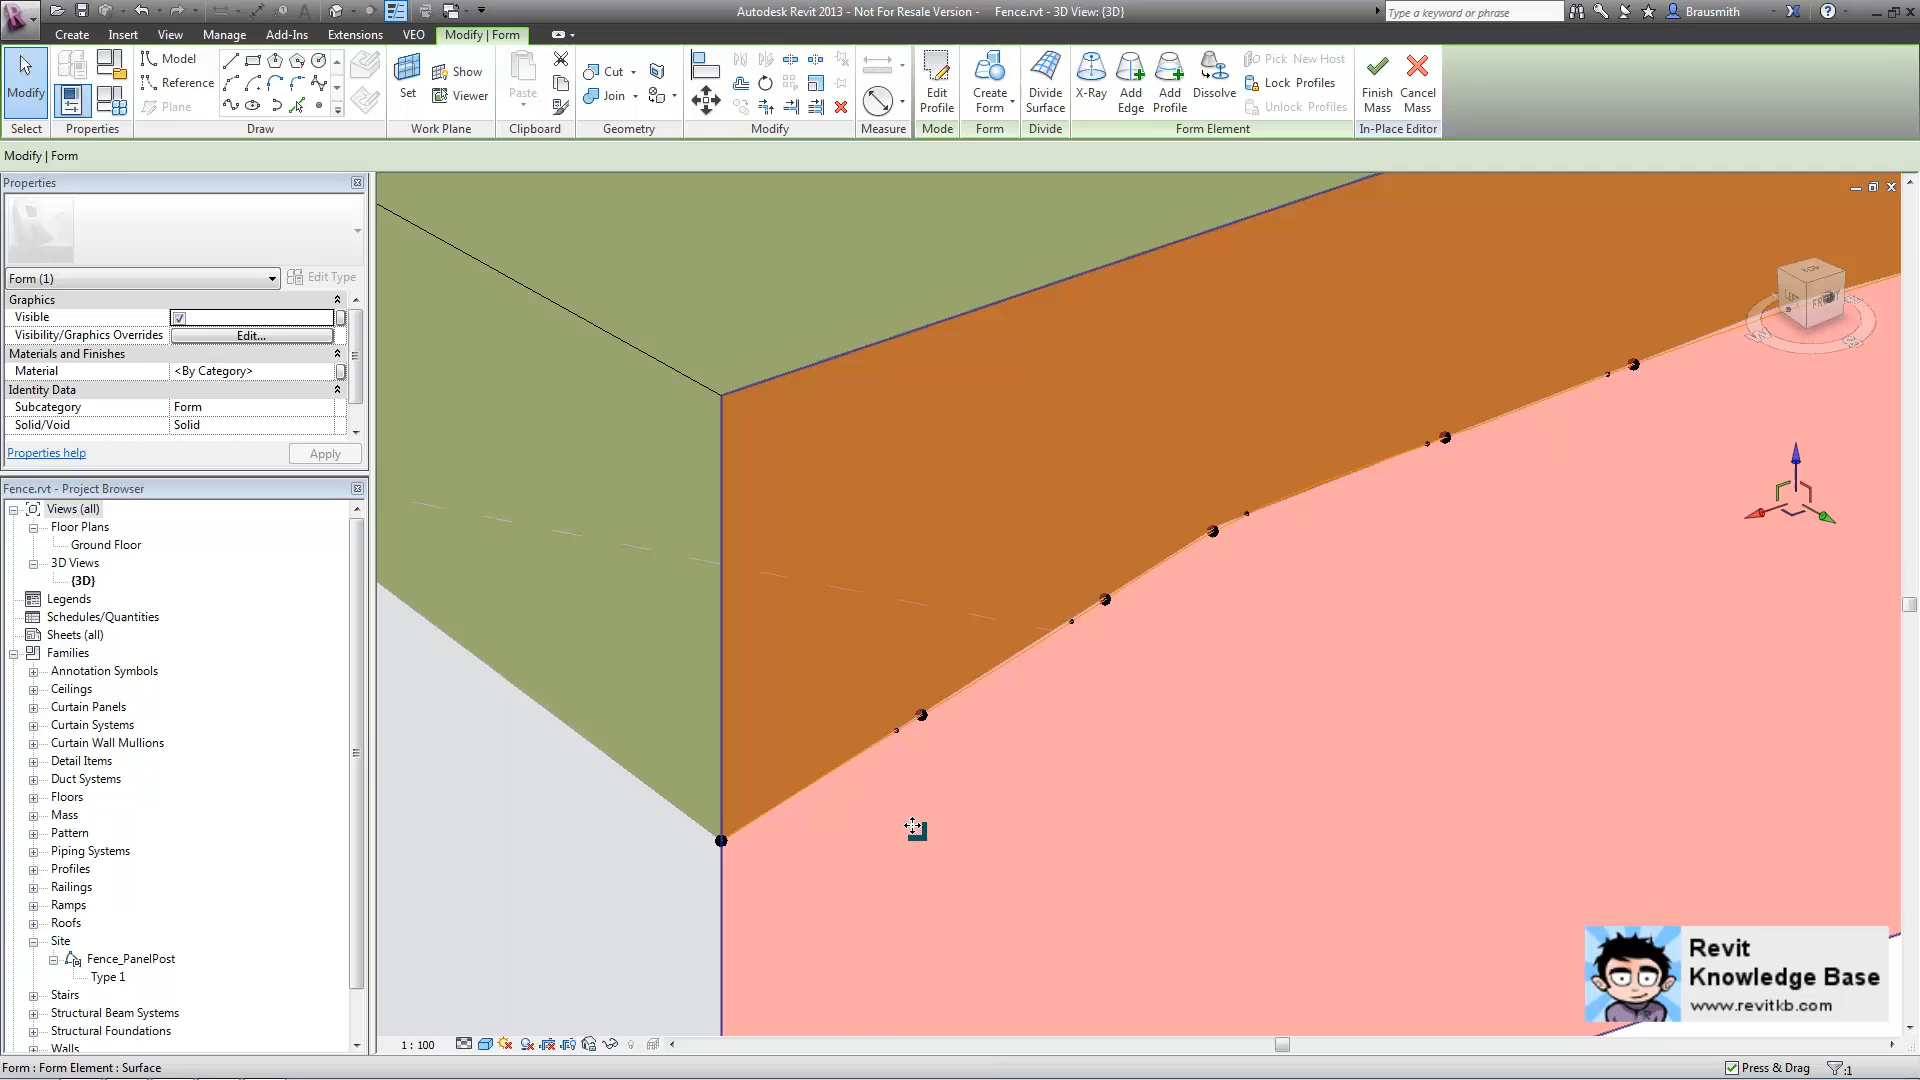 Autodesk Revit 2013 - Not For Resale Version - Fence.rvt - 3D View: {3D}
Type a keyword or phrase
Brausmith
Create Insert View Manage Add-Ins Extensions VEO Modify | Form
Modify
Model
Reference
Plane
Set
Show
Viewer
Paste
Cut
Join
Edit Profile
Create Form
Divide Surface
X-Ray
Add Edge
Add Profile
Dissolve
Pick New Host
Lock Profiles
Unlock Profiles
Finish Mass
Cancel Mass
Select Properties Draw Work Plane Clipboard Geometry Modify Measure Mode Form Divide Form Element In-Place Editor
Modify | Form
Properties
Form (1)
Edit Type
Graphics
Visible
Visibility/Graphics Overrides Edit...
Materials and Finishes
Material <By Category>
Identity Data
Subcategory Form
Solid/Void Solid
Properties help Apply
Fence.rvt - Project Browser
Views (all)
Floor Plans
Ground Floor
3D Views
{3D}
Legends
Schedules/Quantities
Sheets (all)
Families
Annotation Symbols
Ceilings
Curtain Panels
Curtain Systems
Curtain Wall Mullions
Detail Items
Duct Systems
Floors
Mass
Pattern
Piping Systems
Profiles
Railings
Ramps
Roofs
Site
Fence_PanelPost
Type 1
Stairs
Structural Beam Systems
Structural Foundations
Walls
TOP
LEFT
FRONT
W
S
Revit
Knowledge Base
www.revitkb.com
1 : 100
Form : Form Element : Surface
Press & Drag
:1